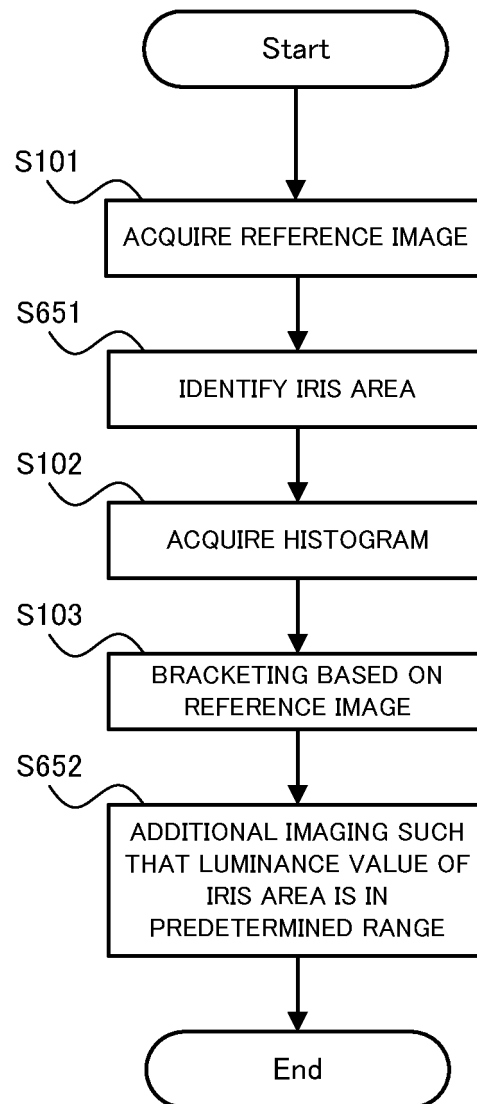 Start
S101
ACQUIRE REFERENCE IMAGE
S651
IDENTIFY IRIS AREA
S102
ACQUIRE HISTOGRAM
S103
BRACKETING BASED ON
REFERENCE IMAGE
S652
ADDITIONAL IMAGING SUCH
THAT LUMINANCE VALUE OF
IRIS AREA IS IN
PREDETERMINED RANGE
End